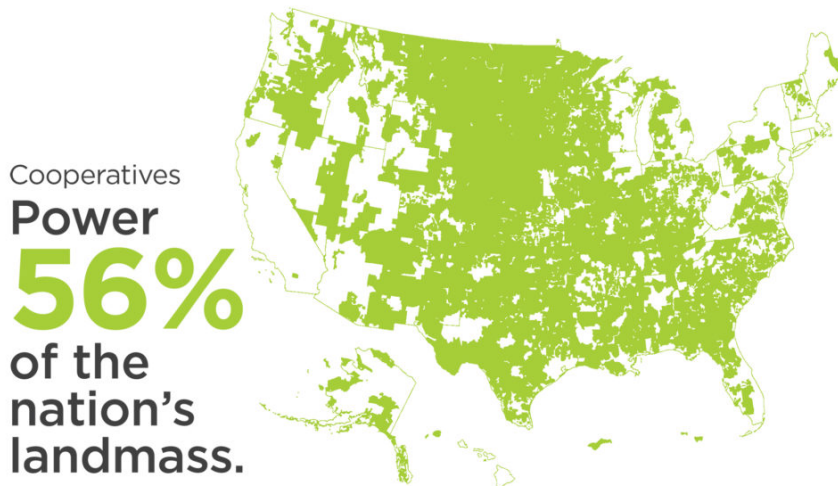 Cooperatives
Power
56%
of the
nation’s
landmass.